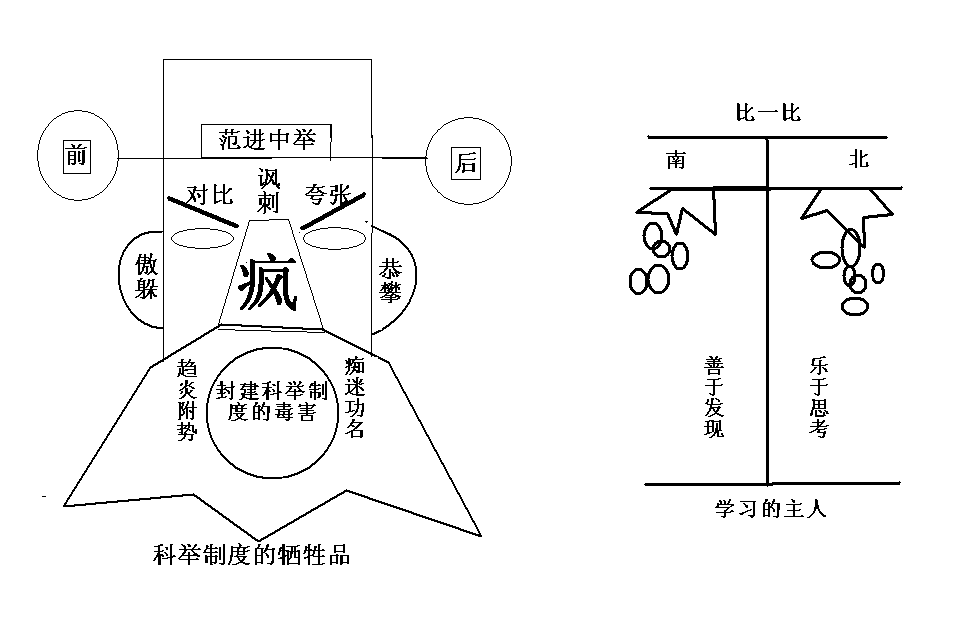 范进中举
前
后
对比
讽刺
夸张
傲躲
疯
恭攀
趋炎附势
封建科举制
度的毒害
痴迷功名
科举制度的牺牲品
比一比
南
北
善于发现
乐于思考
学习的主人